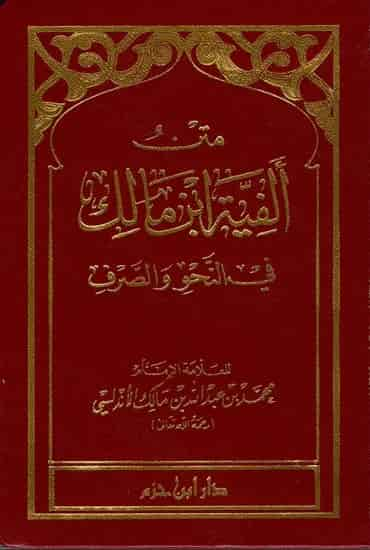 متن
ألفية ابن مالك
في النحو والصرف
للعلامة الإمام
محمد بن عبد الله بن مالك الأندلسي
(رحمه الله تعالى)
دار ابن حزم